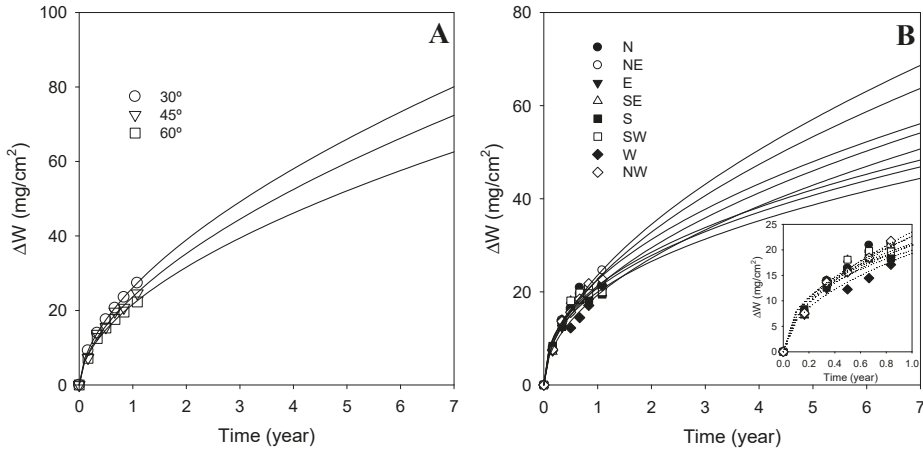 A
100
80
60
40
20
0
ΔW (mg/cm²)
30º
45º
60º
0 1 2 3 4 5 6 7
Time (year)
B
80
60
40
20
0
ΔW (mg/cm²)
N
NE
E
SE
S
SW
W
NW
0 1 2 3 4 5 6 7
Time (year)
25
20
15
10
5
0
ΔW (mg/cm²)
0.0 0.2 0.4 0.6 0.8 1.0
Time (year)